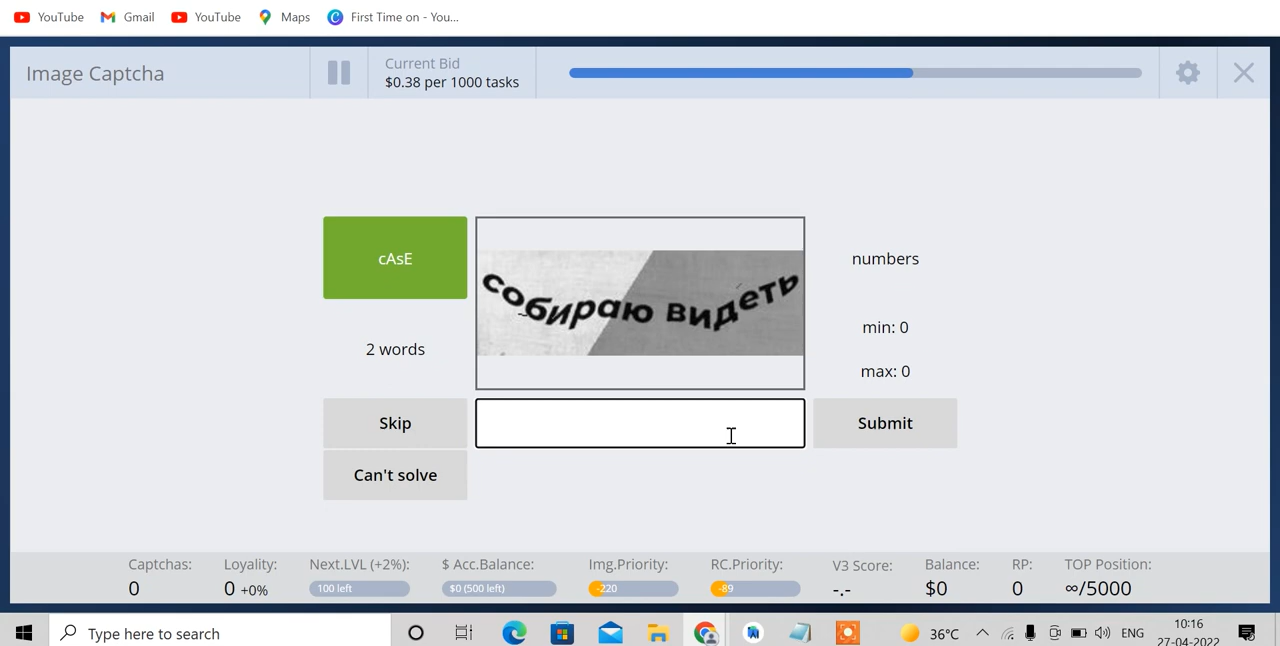 YouTube Gmail YouTube Maps First Time on - You...
Image Captcha
Current Bid
$0.38 per 1000 tasks
cAsE
собираю видеть
numbers
2 words
min: 0
max: 0
Skip
Submit
Can't solve
Captchas: Loyality: Next.LVL (+2%): $ Acc.Balance: Img.Priority: RC.Priority: V3 Score: Balance: RP: TOP Position:
0 0 +0% 100 left $0 (500 left) -220 -89 -.- $0 0 ∞/5000
Type here to search
36°C ENG
10:16
27-04-2022